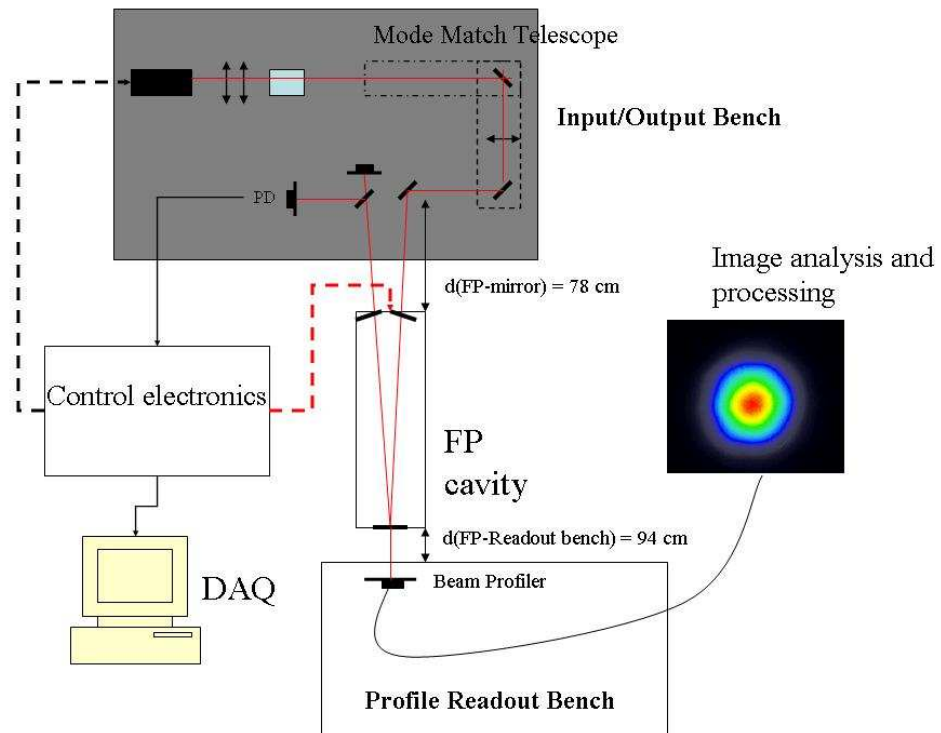 Mode Match Telescope
Input/Output Bench
PD
d(FP-mirror) = 78 cm
Image analysis and
processing
Control electronics
FP
cavity
d(FP-Readout bench) = 94 cm
DAQ
Beam Profiler
Profile Readout Bench